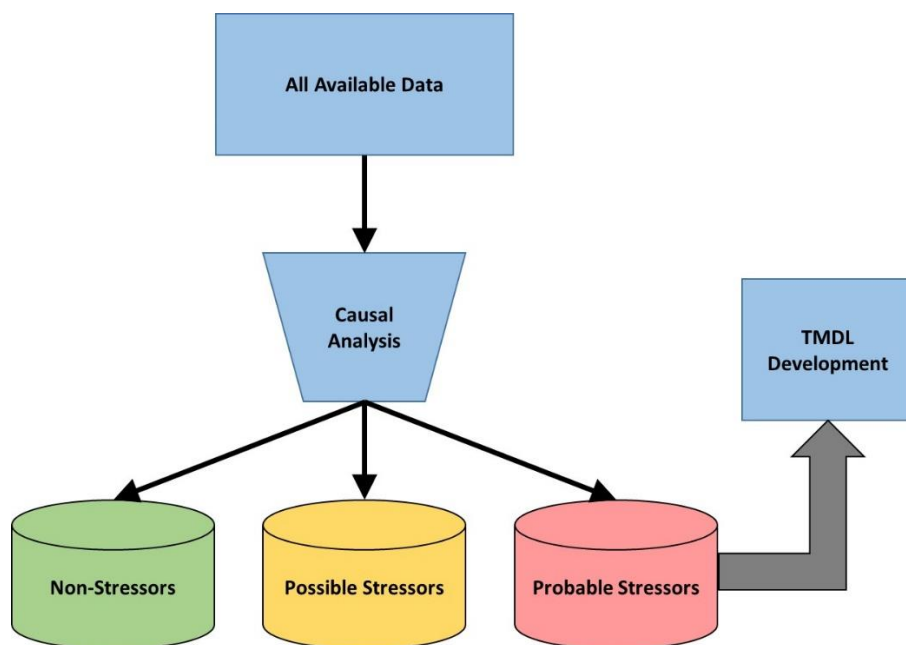 All Available Data
Causal
Analysis
TMDL
Development
Non-Stressors
Possible Stressors
Probable Stressors